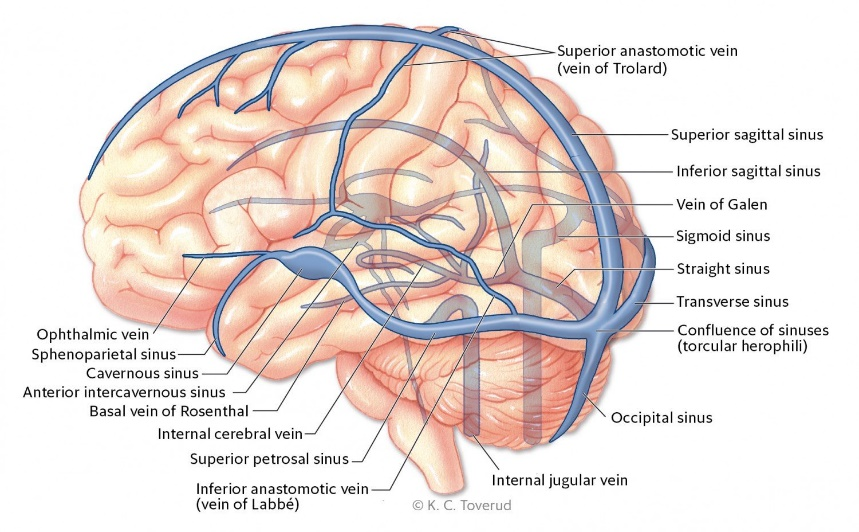 Superior anastomotic vein
(vein of Trolard)
Superior sagittal sinus
Inferior sagittal sinus
Vein of Galen
Sigmoid sinus
Straight sinus
Transverse sinus
Confluence of sinuses
(torcular herophili)
Occipital sinus
Internal jugular vein
Ophthalmic vein
Sphenoparietal sinus
Cavernous sinus
Anterior intercavernous sinus
Basal vein of Rosenthal
Internal cerebral vein
Superior petrosal sinus
Inferior anastomotic vein
(vein of Labbé)
© K. C. Toverud